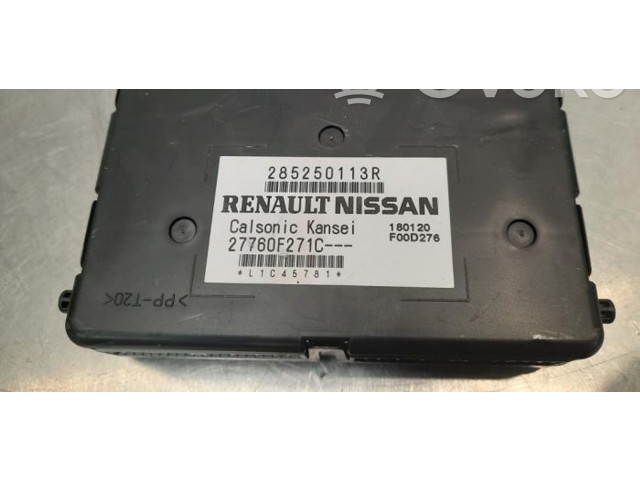 285250113R
RENAULT NISSAN
Calsonic Kansei 180120
27760F271C--- F00D276
*L1C45781*
>PP-T20<